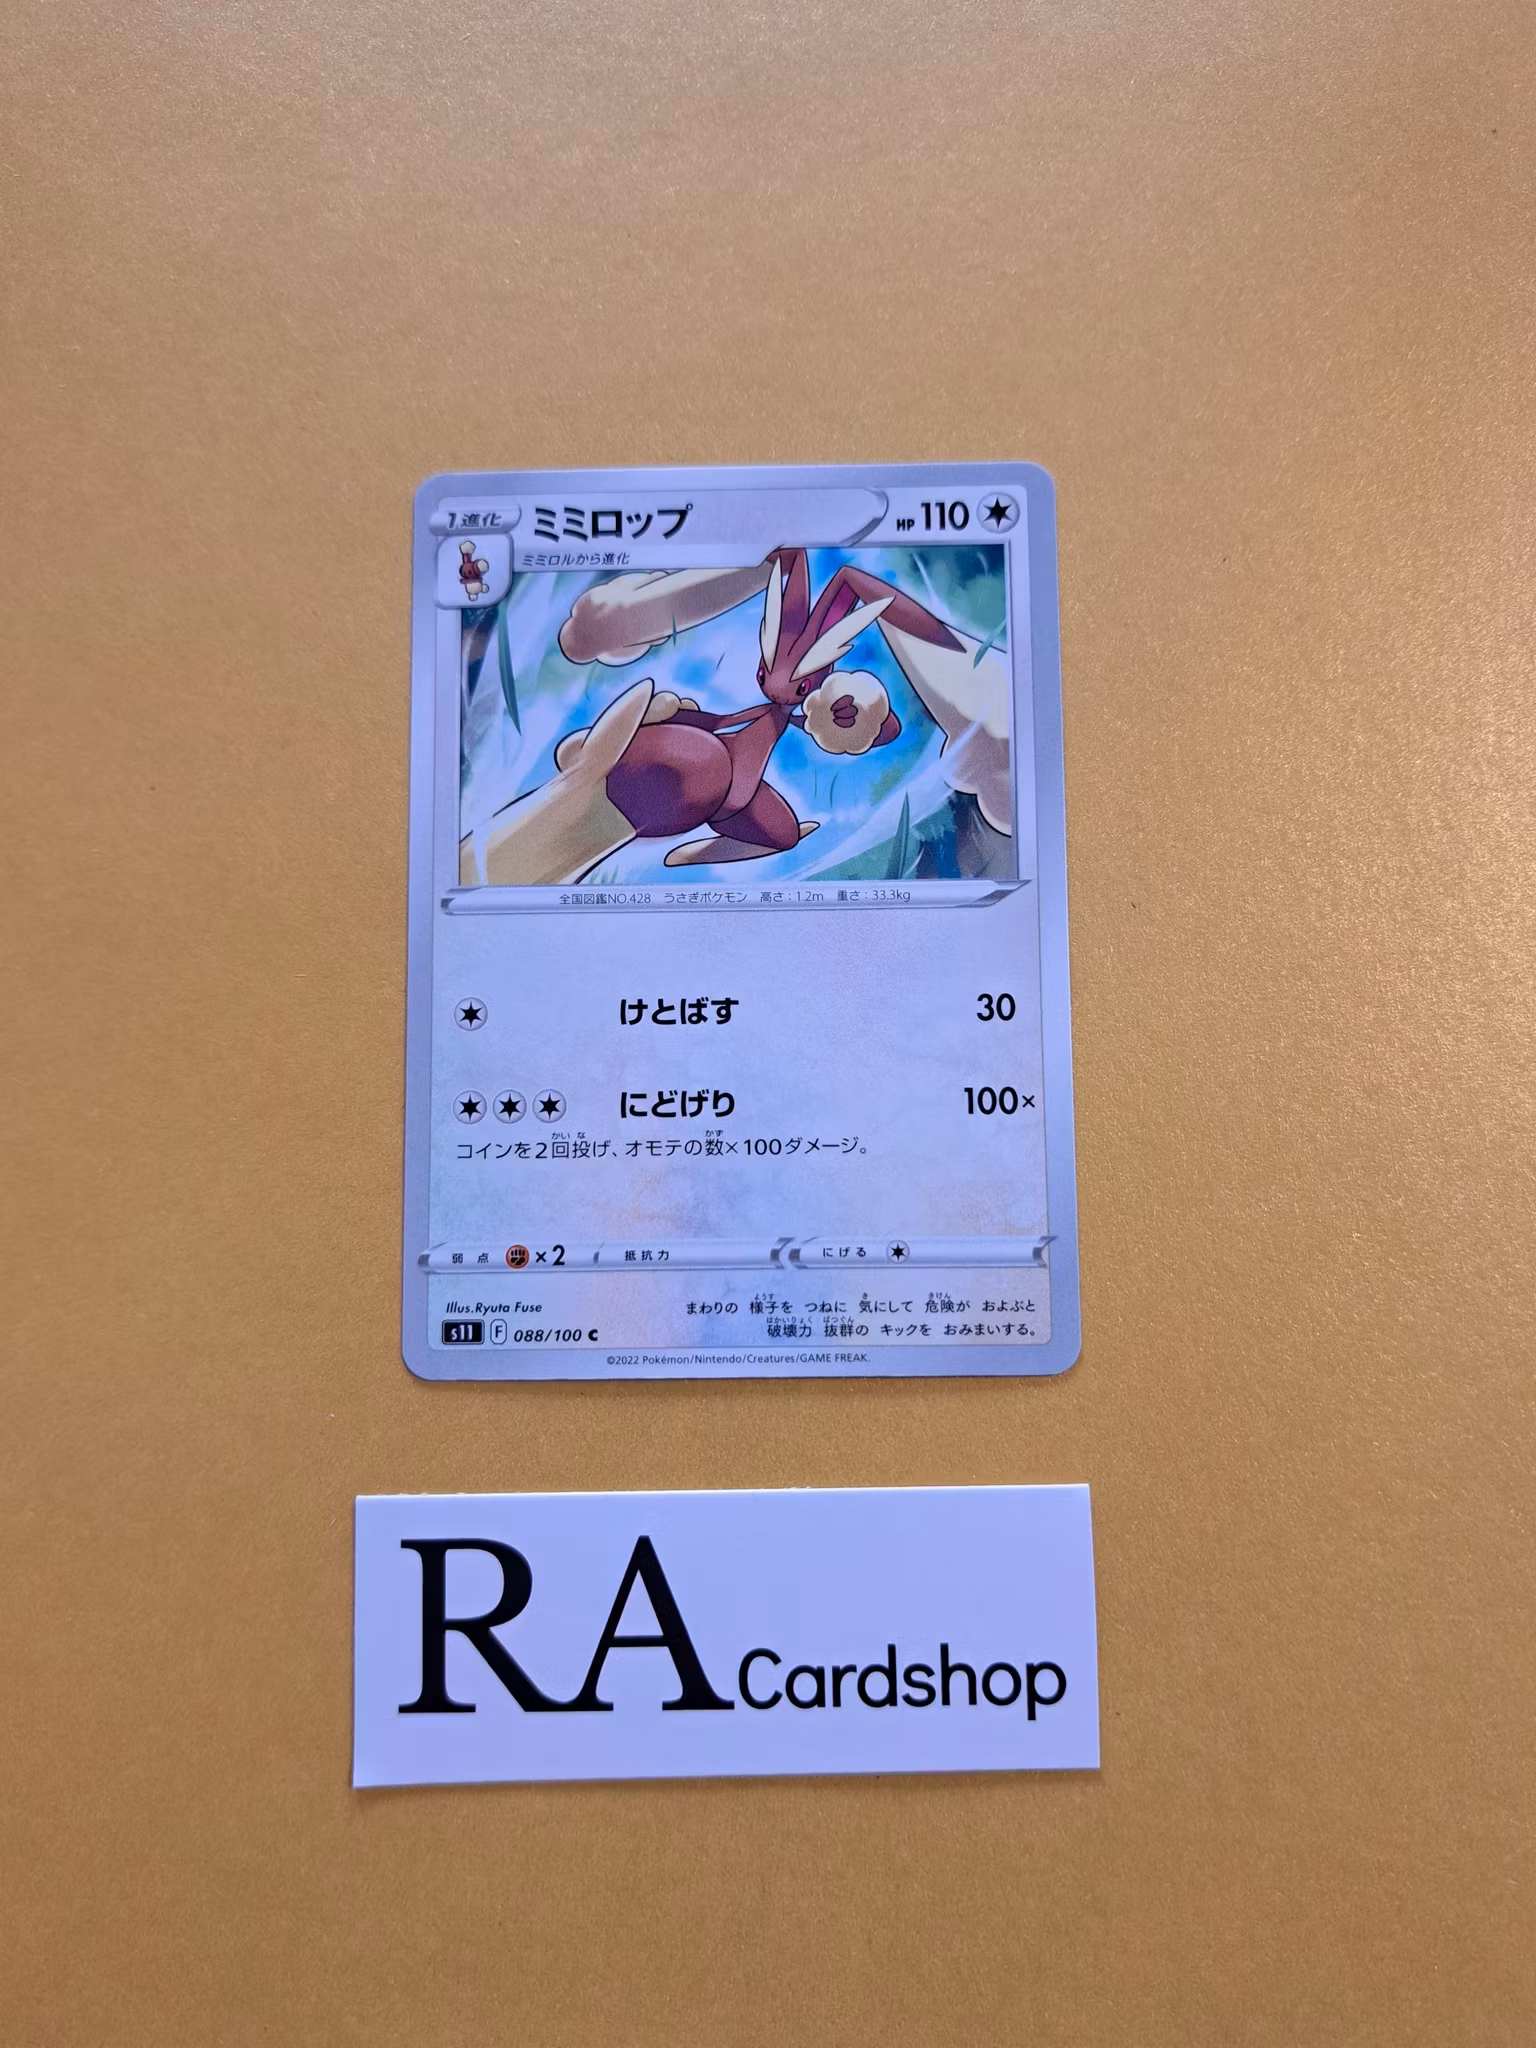 1進化 ミミロップ HP 110
ミミロルから進化
全国図鑑NO.428 うさぎポケモン 高さ:1.2m 重さ:33.3kg
けとばす 30
にどげり 100×
コインを2回投げ、オモテの数×100ダメージ。
弱点 ×2 抵抗力 にげる
Illus.Ryuta Fuse
まわりの 様子を つねに 気にして 危険が およぶと
破壊力 抜群の キックを おみまいする。
s11 F 088/100 C
©2022 Pokémon/Nintendo/Creatures/GAME FREAK.
RA Cardshop